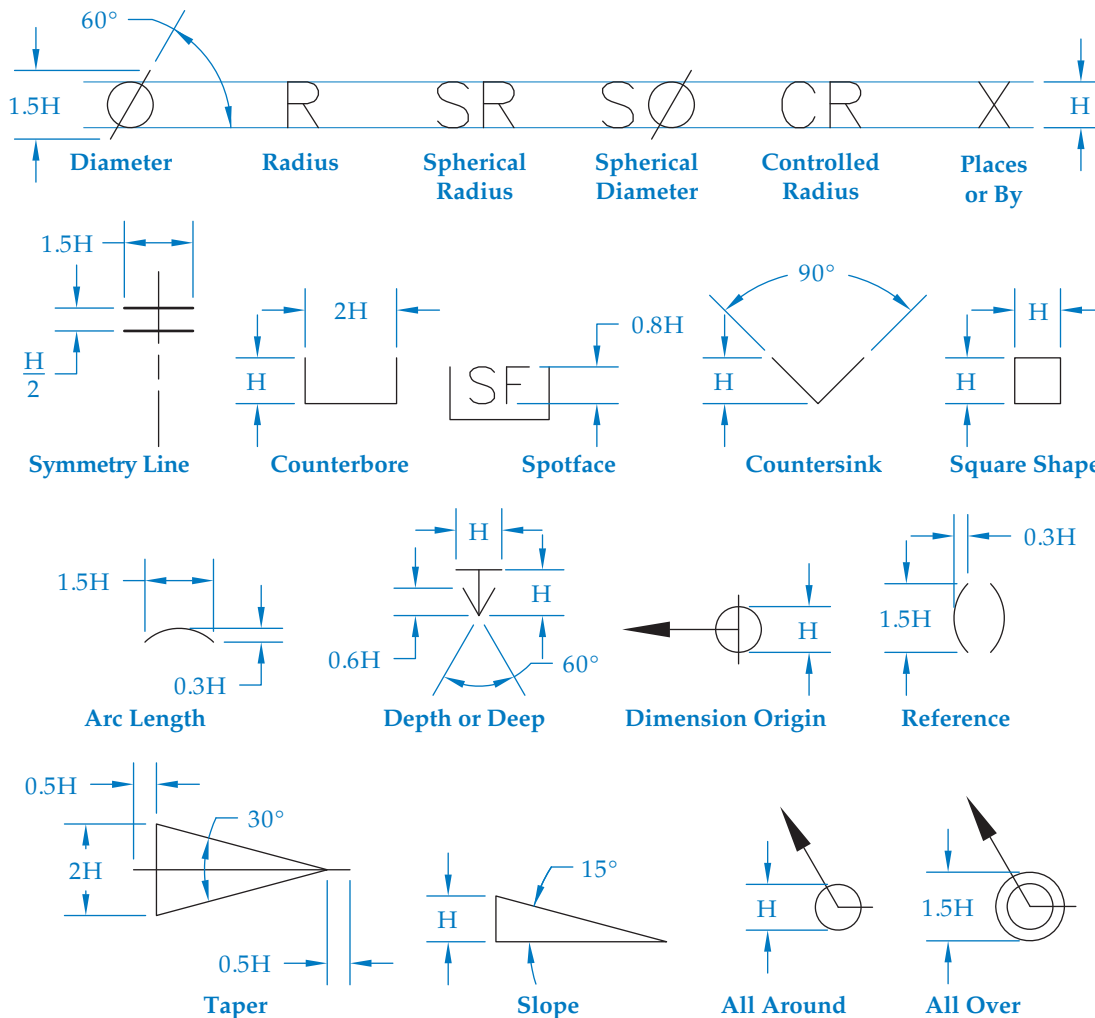 60°
1.5H
Ø R SR SØ CR X
H
Diameter
Radius
Spherical
Radius
Spherical
Diameter
Controlled
Radius
Places
or By
1.5H
H
2
Symmetry Line
2H
H
Counterbore
0.8H
SF
Spotface
90°
H
Countersink
H
H
Square Shape
1.5H
0.3H
Arc Length
H
H
0.6H
60°
Depth or Deep
H
Dimension Origin
0.3H
1.5H
Reference
0.5H
30°
2H
0.5H
Taper
15°
H
Slope
H
All Around
1.5H
All Over